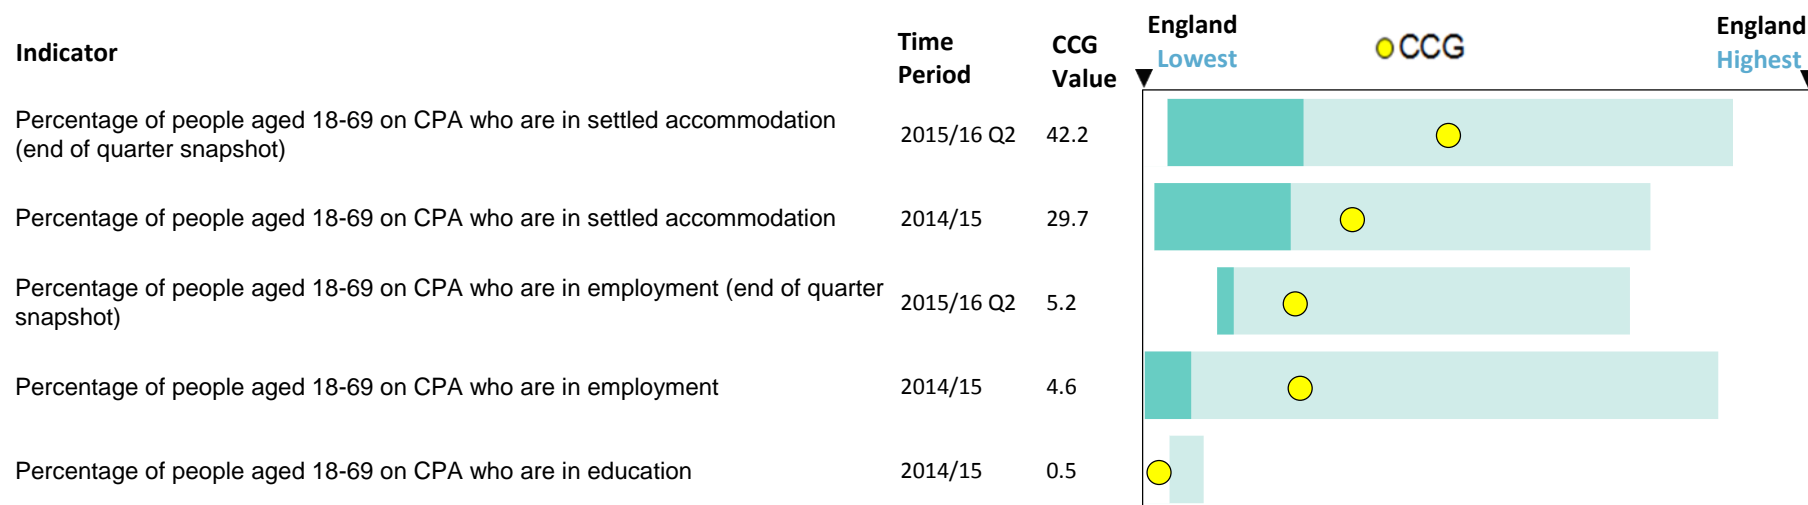 Indicator
Time
Period
CCG
Value
England
Lowest
CCG
England
Highest
Percentage of people aged 18-69 on CPA who are in settled accommodation
(end of quarter snapshot)
2015/16 Q2
42.2
Percentage of people aged 18-69 on CPA who are in settled accommodation
2014/15
29.7
Percentage of people aged 18-69 on CPA who are in employment (end of quarter
snapshot)
2015/16 Q2
5.2
Percentage of people aged 18-69 on CPA who are in employment
2014/15
4.6
Percentage of people aged 18-69 on CPA who are in education
2014/15
0.5